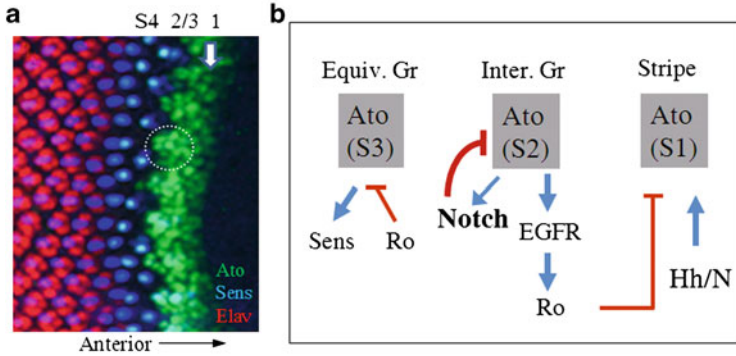 a
S4 2/3 1
Ato
Sens
Elav
Anterior
b
Equiv. Gr
Inter. Gr
Stripe
Ato
(S3)
Ato
(S2)
Ato
(S1)
Sens
Ro
Notch
EGFR
Ro
Hh/N